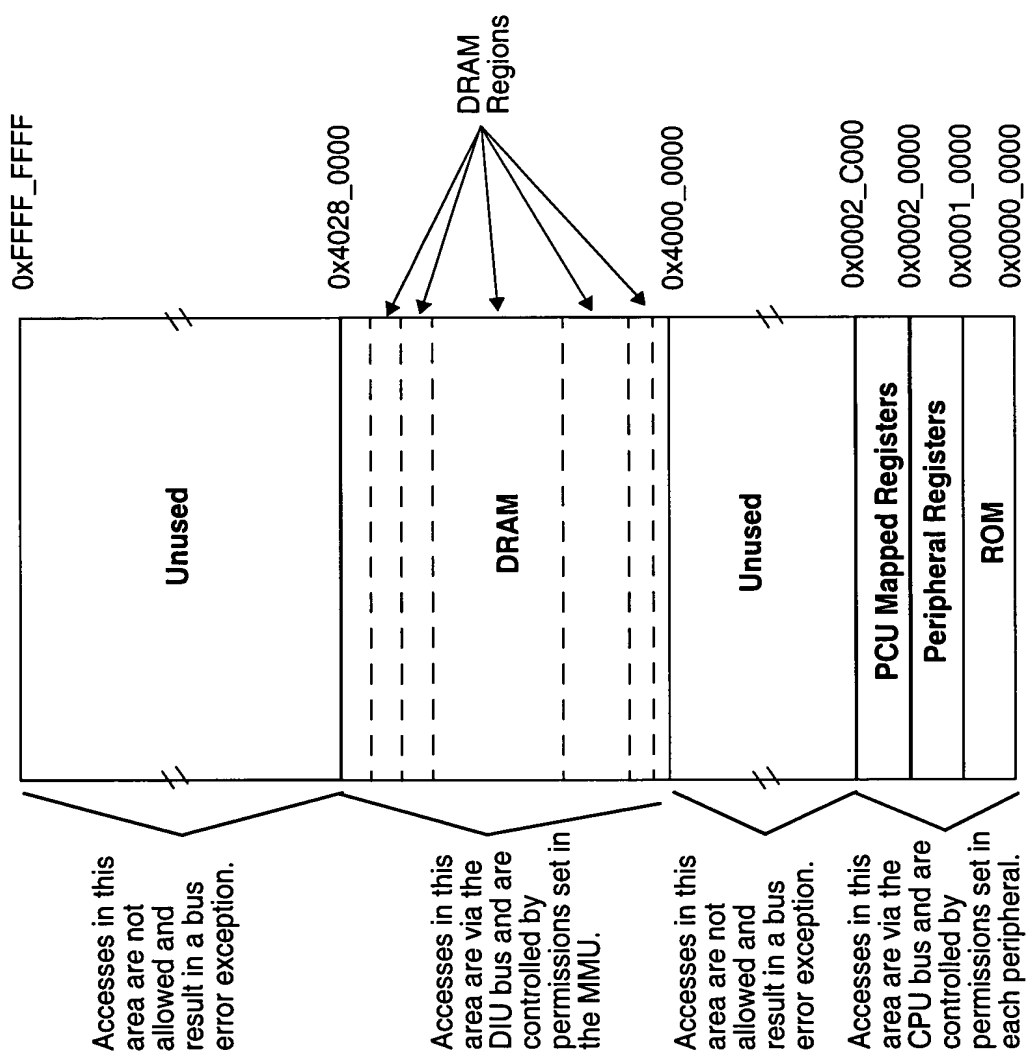 0xFFFF_FFFF
Unused
Accesses in this
area are not
allowed and
result in a bus
error exception.
0x4028_0000
DRAM
Regions
DRAM
Accesses in this
area are via the
DIU bus and are
controlled by
permissions set in
the MMU.
0x4000_0000
Unused
Accesses in this
area are not
allowed and
result in a bus
error exception.
0x0002_C000
PCU Mapped Registers
0x0002_0000
Peripheral Registers
0x0001_0000
ROM
0x0000_0000
Accesses in this
area are via the
CPU bus and are
controlled by
permissions set in
each peripheral.